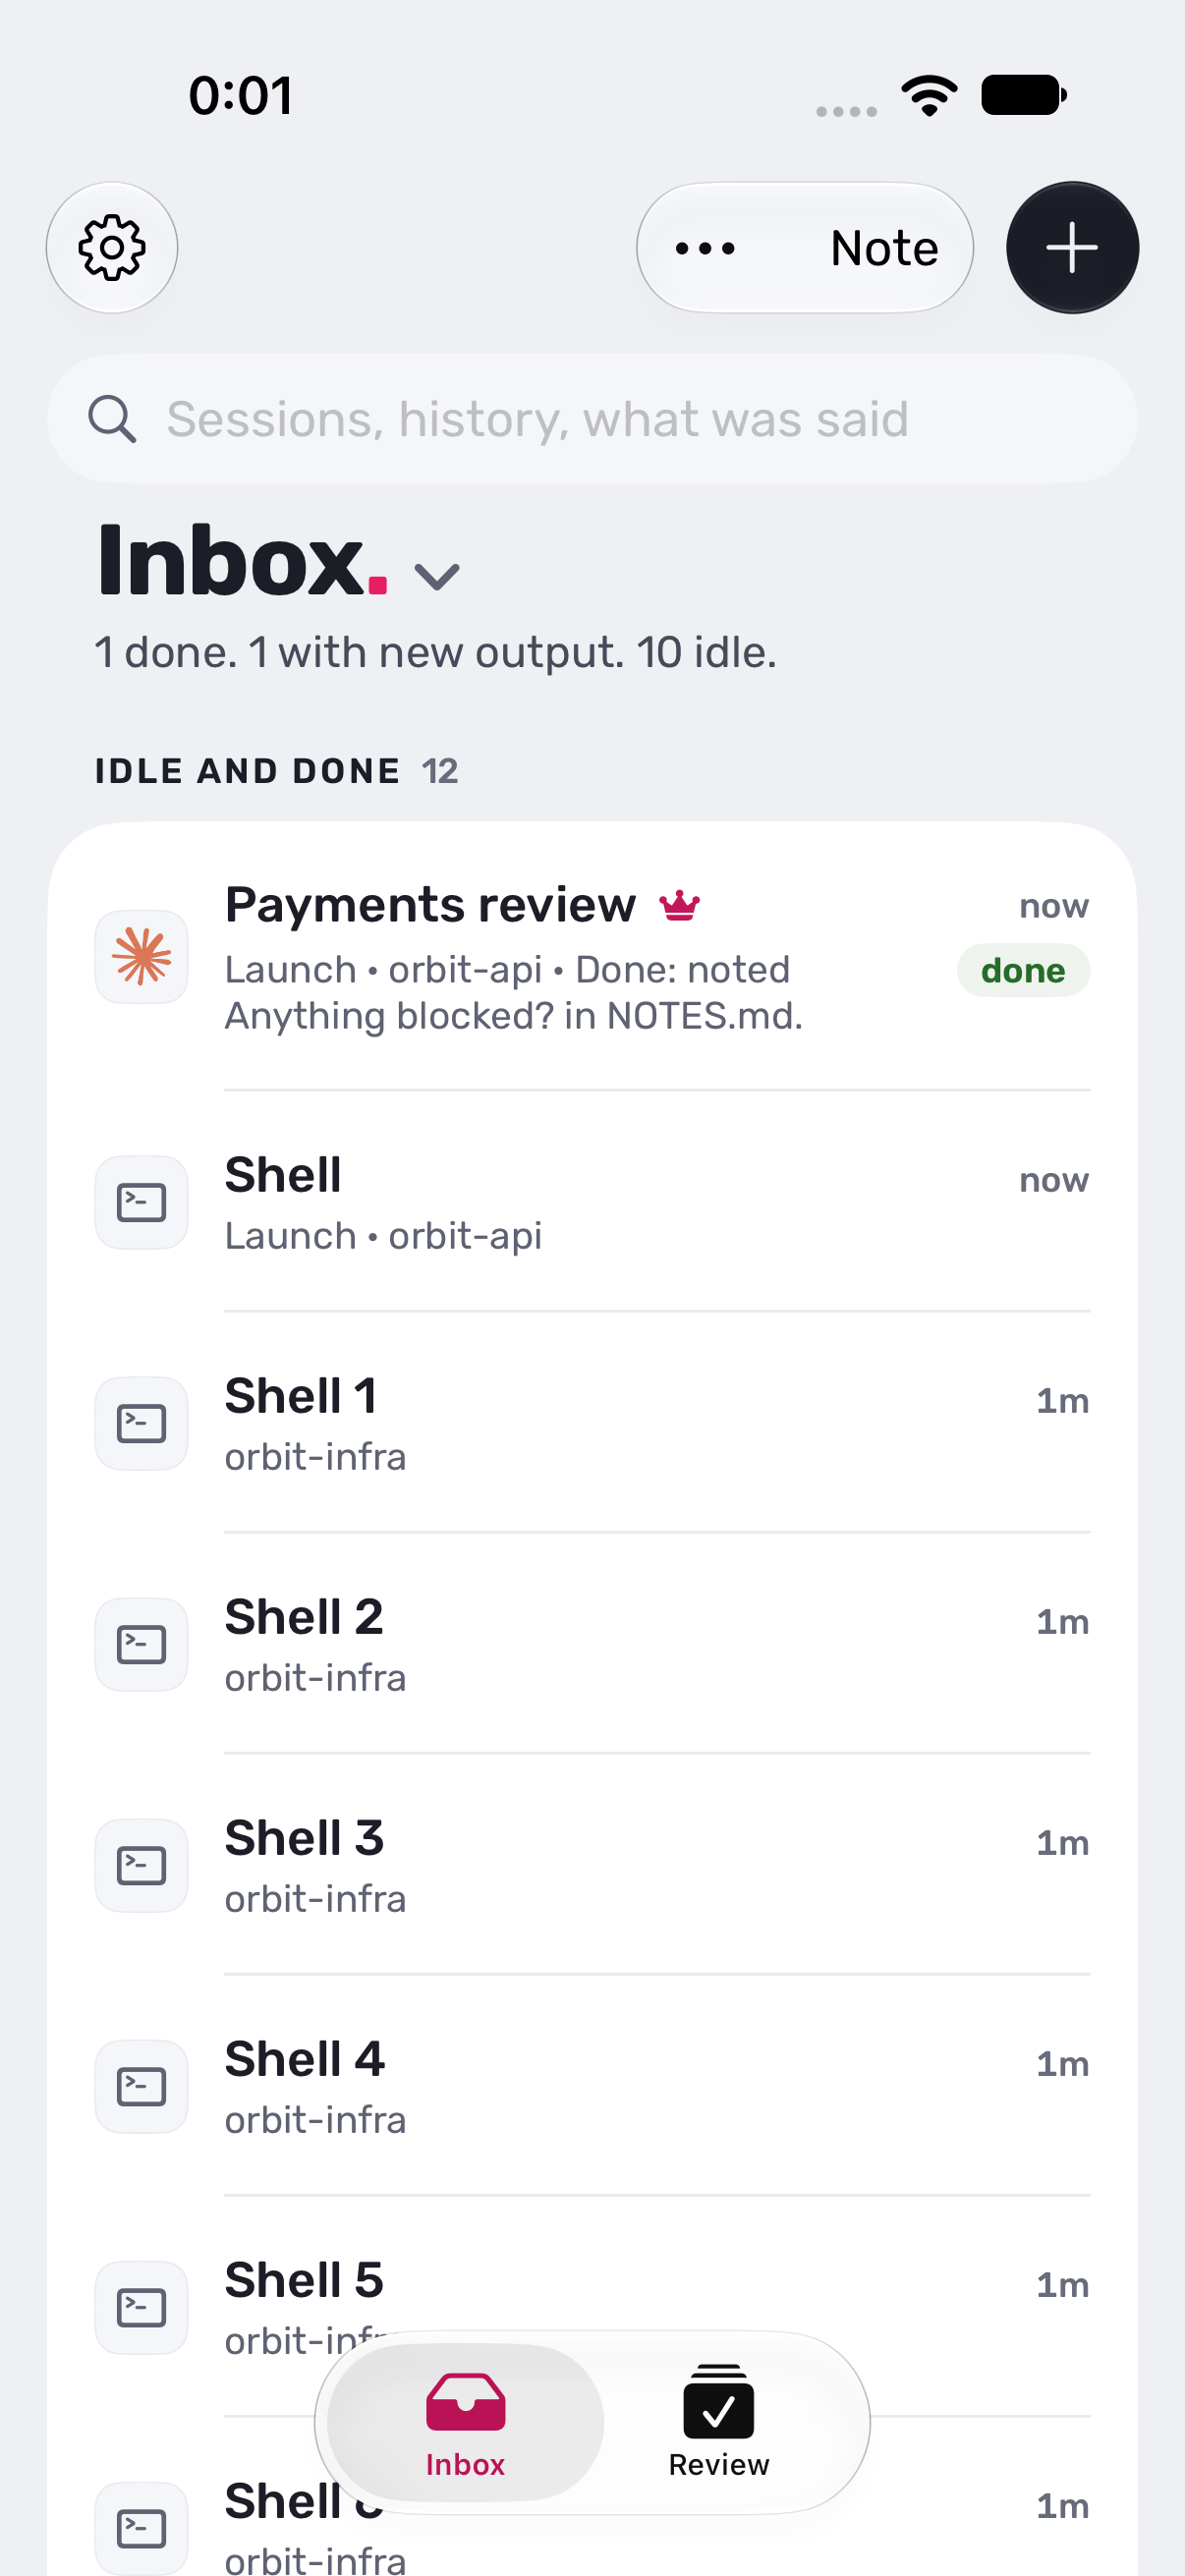 0:01
Note
Sessions, history, what was said
Inbox.
1 done. 1 with new output. 10 idle.
IDLE AND DONE 12
Payments review
now
Launch • orbit-api • Done: noted
done
Anything blocked? in NOTES.md.
Shell
now
Launch • orbit-api
Shell 1
1m
orbit-infra
Shell 2
1m
orbit-infra
Shell 3
1m
orbit-infra
Shell 4
1m
orbit-infra
Shell 5
1m
Inbox
Review
Shell
1m
orbit-infra